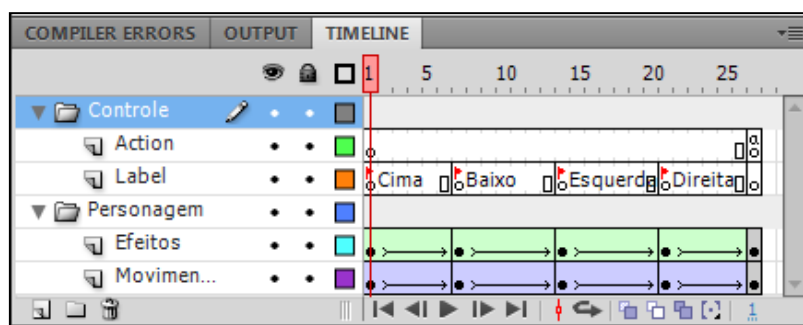 COMPILER ERRORS OUTPUT TIMELINE
1 5 10 15 20 25
Controle
Action a
Label Cima Baixo Esquerda Direita
Personagem
Efeitos
Movimen...
1